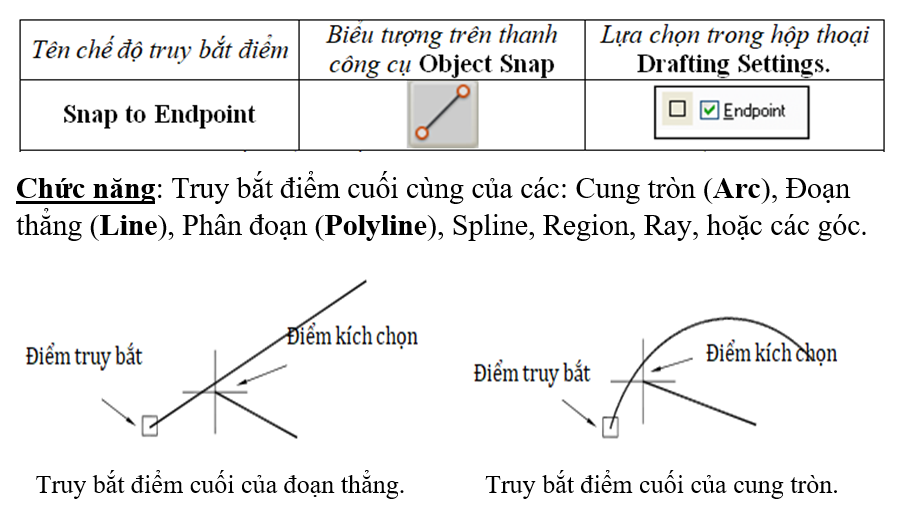 Tên chế độ truy bắt điểm
Biểu tượng trên thanh
công cụ Object Snap
Lựa chọn trong hộp thoại
Drafting Settings.
Snap to Endpoint
Endpoint
Chức năng: Truy bắt điểm cuối cùng của các: Cung tròn (Arc), Đoạn
thẳng (Line), Phân đoạn (Polyline), Spline, Region, Ray, hoặc các góc.
Điểm kích chọn
Điểm truy bắt
Điểm kích chọn
Điểm truy bắt
Truy bắt điểm cuối của đoạn thẳng.
Truy bắt điểm cuối của cung tròn.